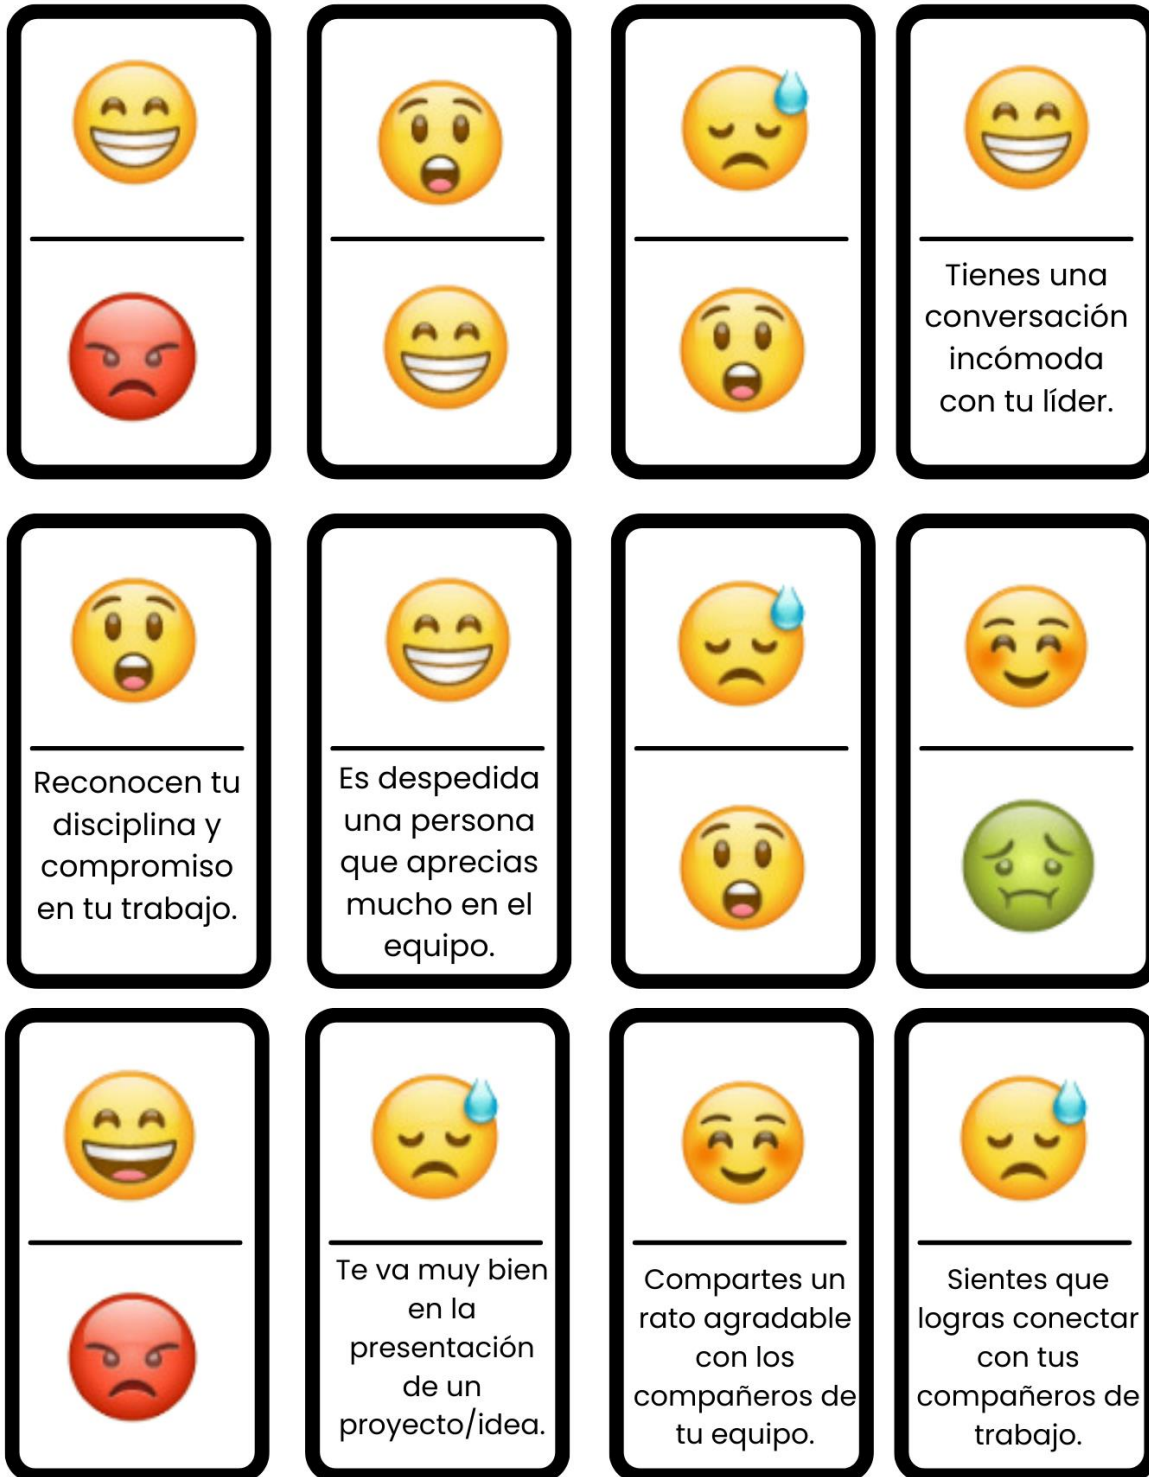 Tienes una
conversación
incómoda
con tu líder.
Reconocen tu
disciplina y
compromiso
en tu trabajo.
Es despedida
una persona
que aprecias
mucho en el
equipo.
Te va muy bien
en la
presentación
de un
proyecto/idea.
Compartes un
rato agradable
con los
compañeros de
tu equipo.
Sientes que
logras conectar
con tus
compañeros de
trabajo.